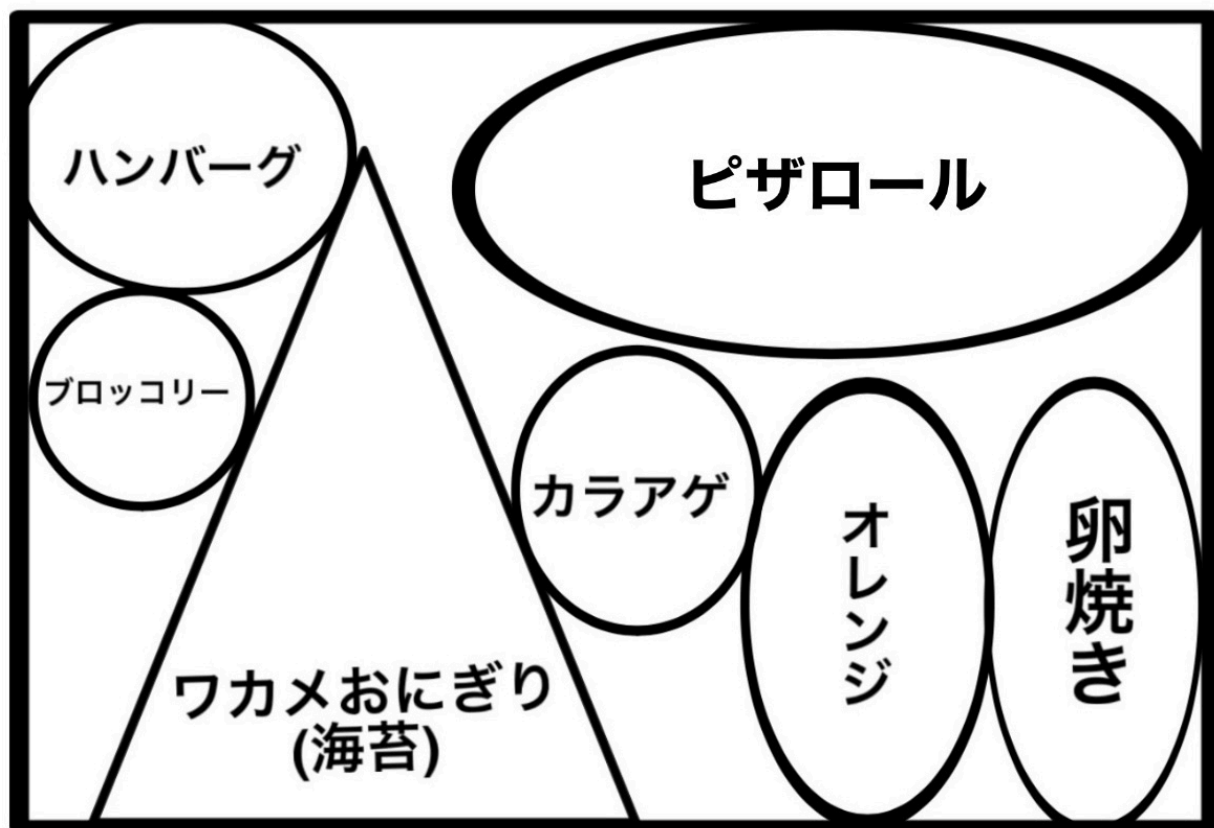 ハンバーグ
ピザロール
ブロッコリー
カラアゲ
オレンジ
卵焼き
ワカメおにぎり
(海苔)